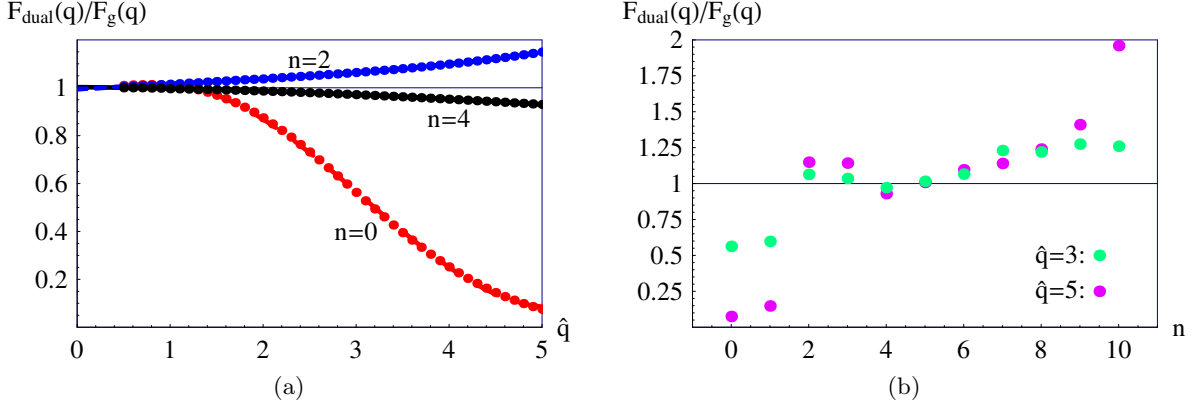 F_dual(q)/F_g(q)
1
0.8
0.6
0.4
0.2
n=2
n=4
n=0
0 1 2 3 4 5
q̂
(a)
F_dual(q)/F_g(q)
2
1.75
1.5
1.25
1
0.75
0.5
0.25
q̂=3:
q̂=5:
0 2 4 6 8 10
n
(b)